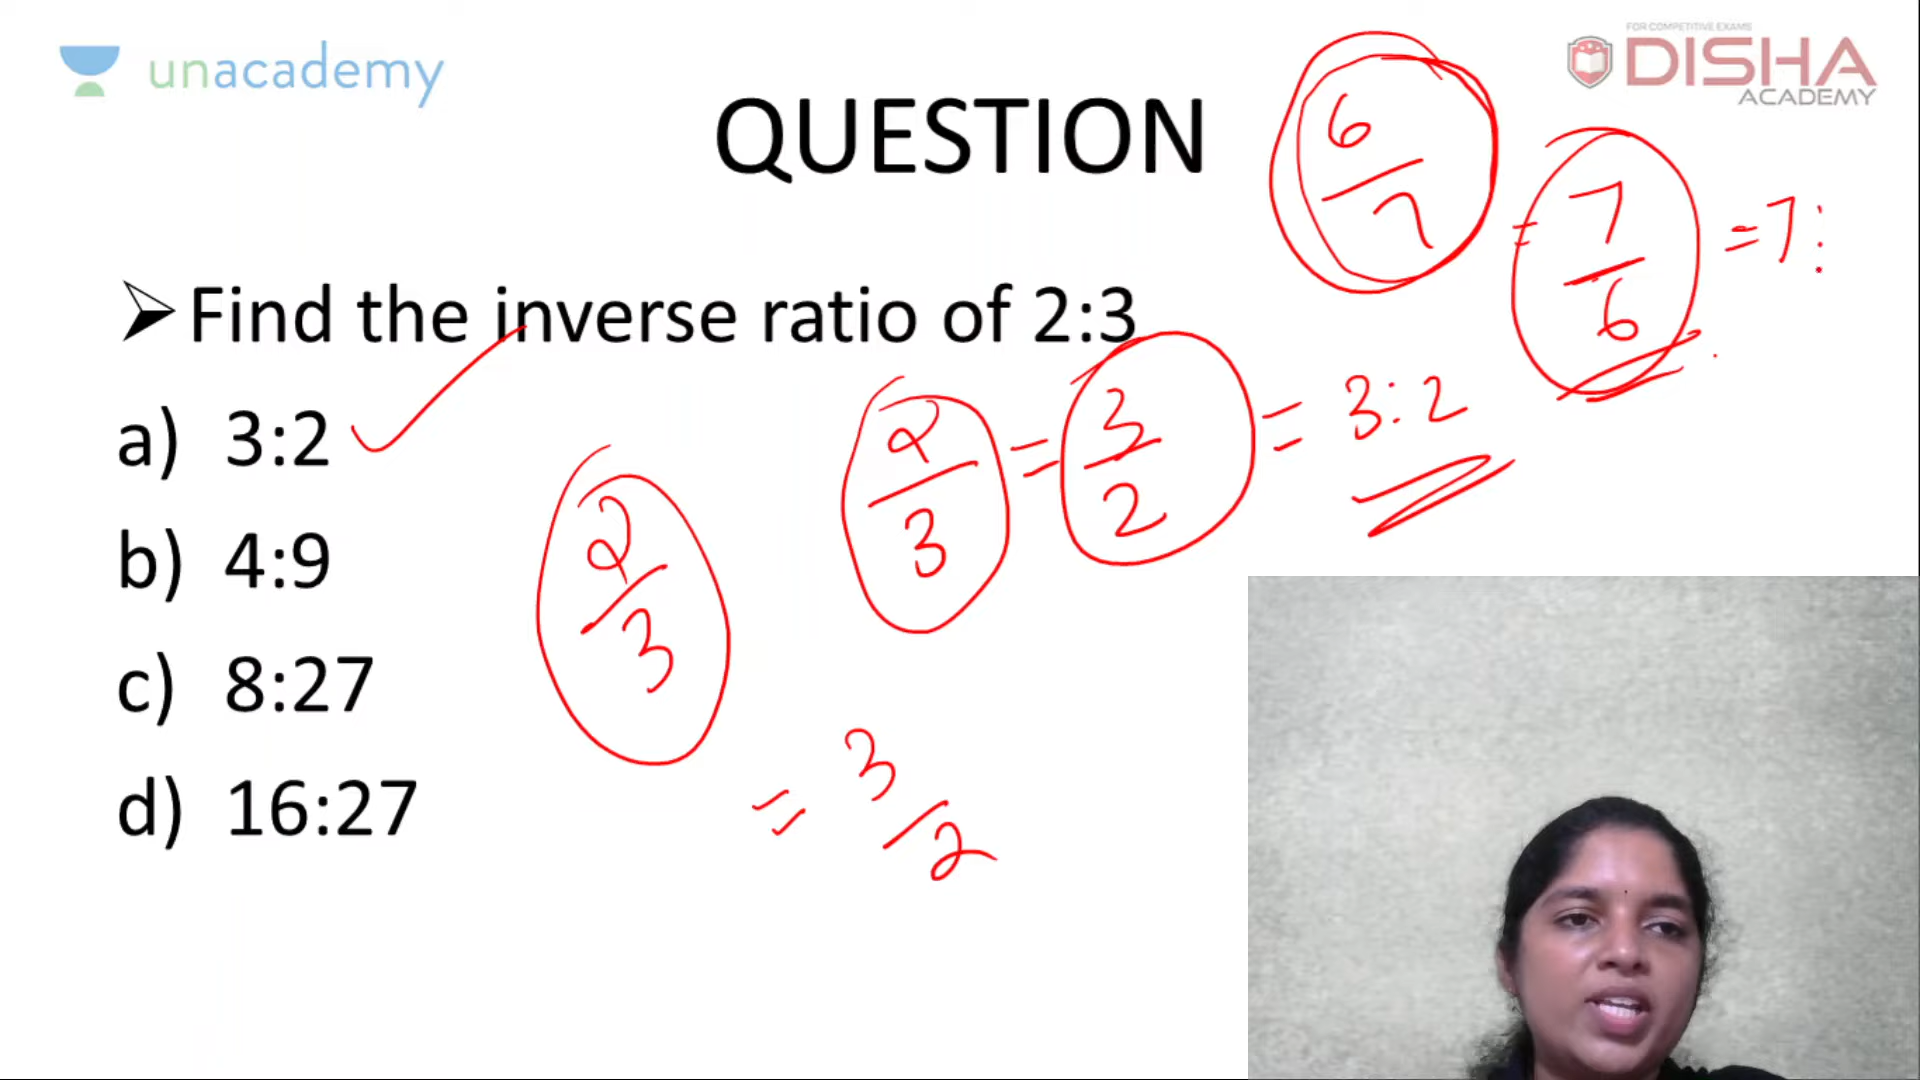 unacademy
FOR COMPETITIVE EXAMS
DISHA
ACADEMY
QUESTION
6/7 = 7/6 = 7:
➢Find the inverse ratio of 2:3
a) 3:2 ✓
2/3 = 3/2 = 3:2
b) 4:9
2/3
c) 8:27
= 3/2
d) 16:27